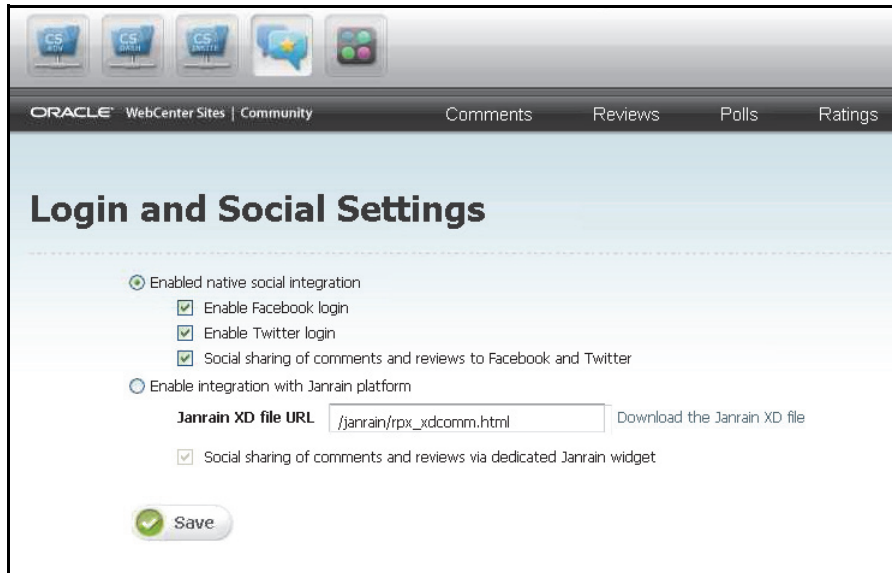 CS
ADV
CS
DASH
CS
INSITE
ORACLE® WebCenter Sites | Community Comments Reviews Polls Ratings
Login and Social Settings
Enabled native social integration
Enable Facebook login
Enable Twitter login
Social sharing of comments and reviews to Facebook and Twitter
Enable integration with Janrain platform
Janrain XD file URL /janrain/rpx_xdcomm.html Download the Janrain XD file
Social sharing of comments and reviews via dedicated Janrain widget
Save